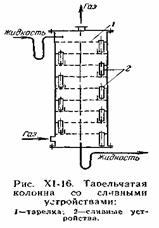 Газ
1
Жидкость
2
Газ
Жидкость
Рис. XI-16. Тарельчатая
колонна со сливными
устройствами:
1—тарелка; 2—сливные уст-
ройства.